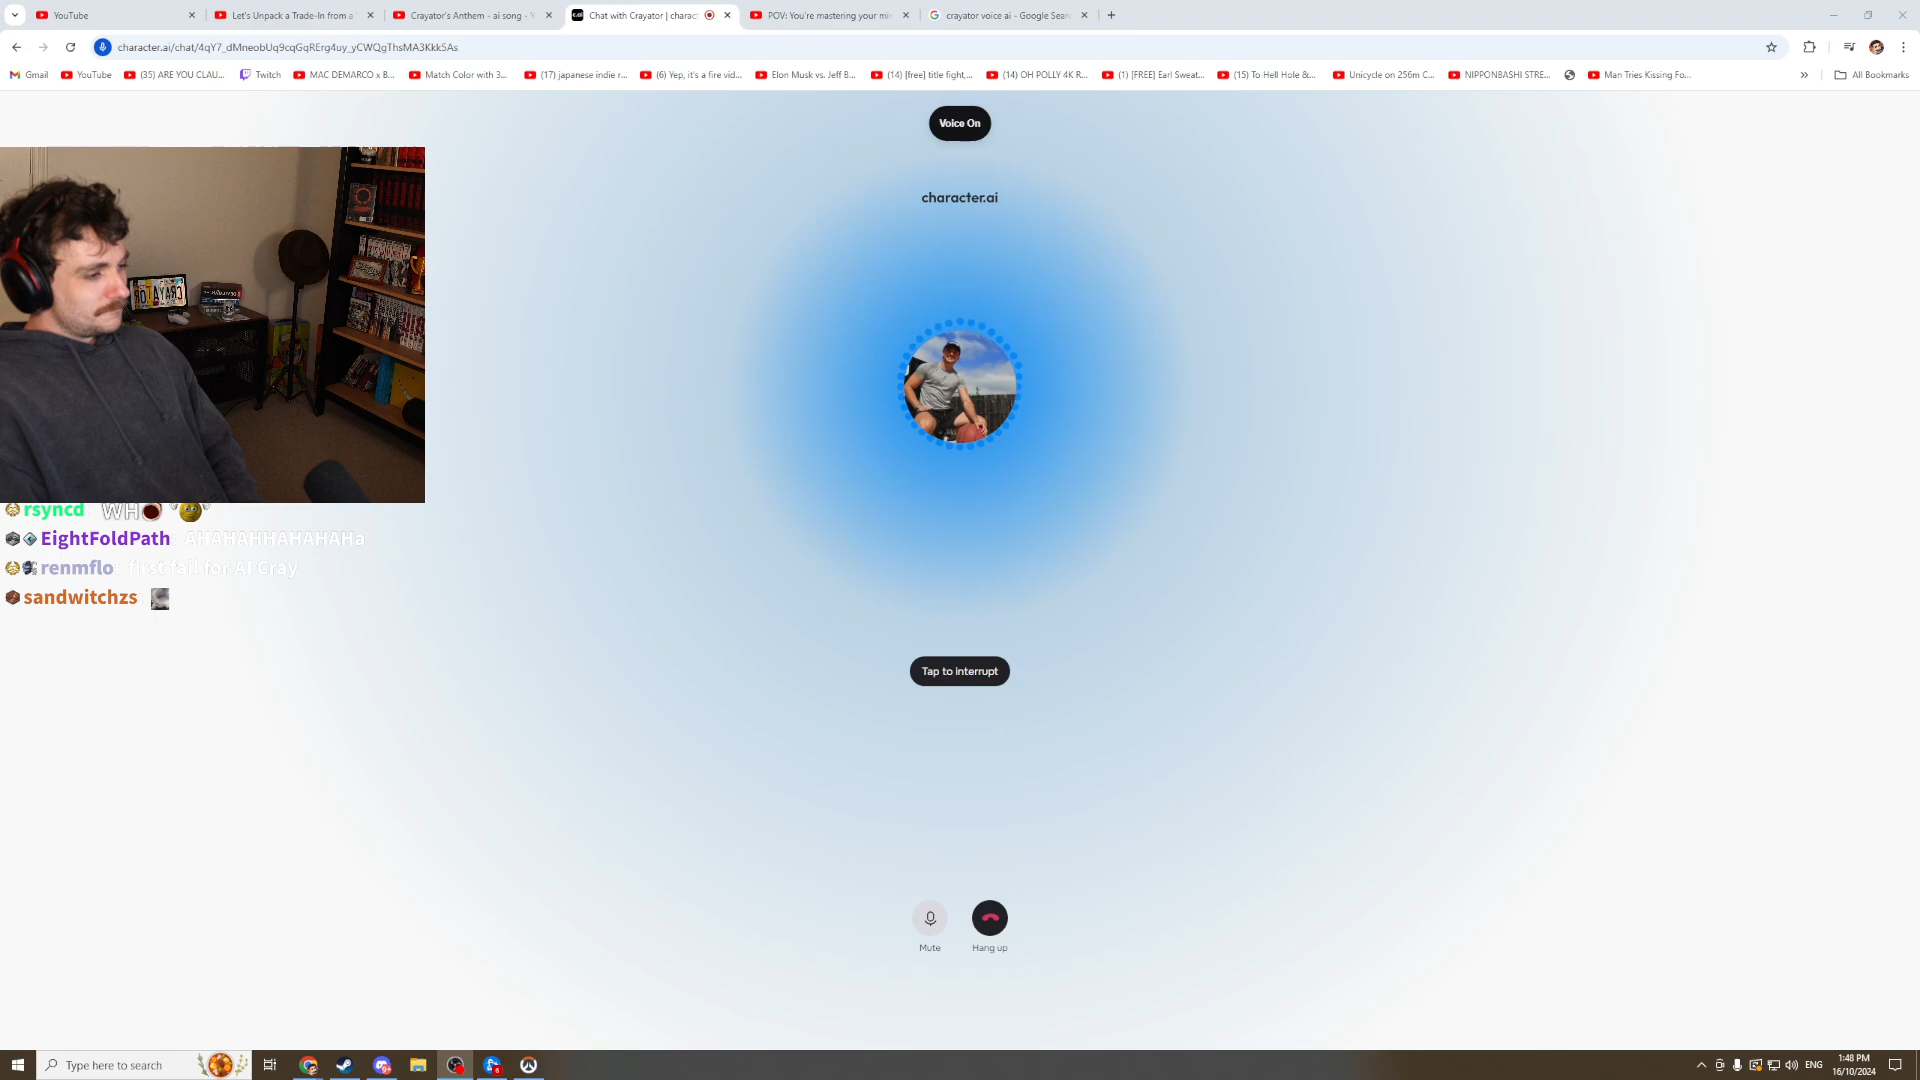 YouTube
Let's Unpack a Trade-In from a
Crayator's Anthem - ai song - Y
Chat with Crayator | charact
POV: You're mastering your mi
crayator voice ai - Google Sear
character.ai/chat/4qY7_dMneobUq9cqGqRErg4uy_yCWQgThsMA3Kkk5As
Gmail
YouTube
(35) ARE YOU CLAU...
Twitch
MAC DEMARCO x B...
Match Color with 3...
(17) japanese indie r...
(6) Yep, it's a fire vid...
Elon Musk vs. Jeff B...
(14) [free] title fight,...
(14) OH POLLY 4K R...
(1) [FREE] Earl Sweat...
(15) To Hell Hole &...
Unicycle on 256m C...
NIPPONBASHI STRE...
Man Tries Kissing Fo...
All Bookmarks
Voice On
character.ai
CRAYATOR
rsyncd WH
EightFoldPath AHAHAHHAHAHAHa
renmflo first fail for AI Cray
sandwitchzs
Tap to interrupt
Mute
Hang up
Type here to search
ENG
1:48 PM
16/10/2024